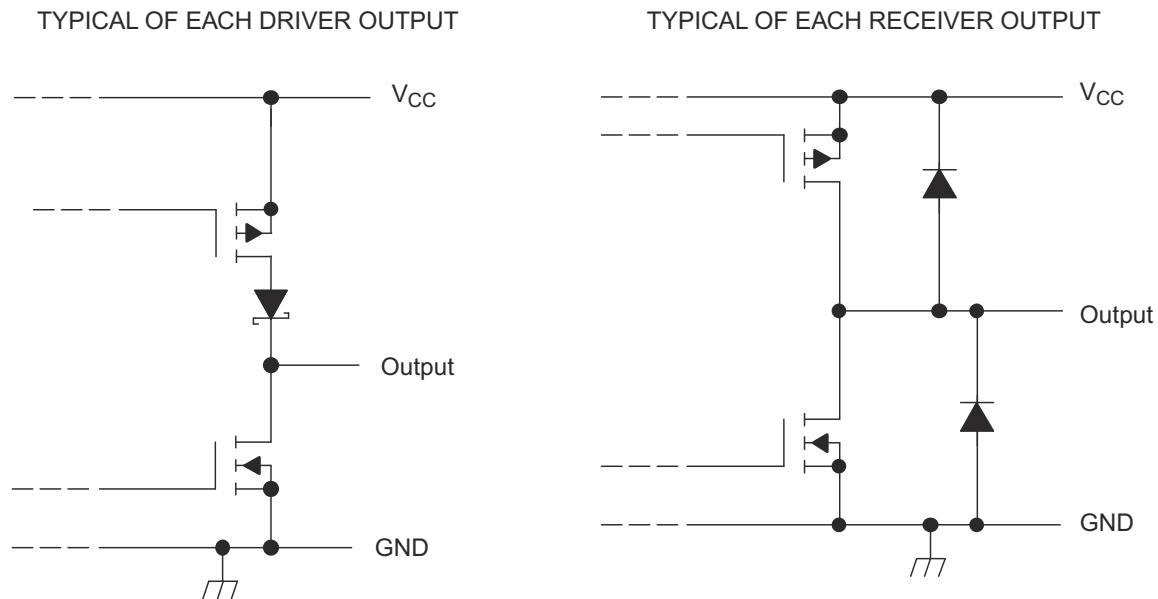 TYPICAL OF EACH DRIVER OUTPUT
TYPICAL OF EACH RECEIVER OUTPUT
VCC
Output
GND
VCC
Output
GND